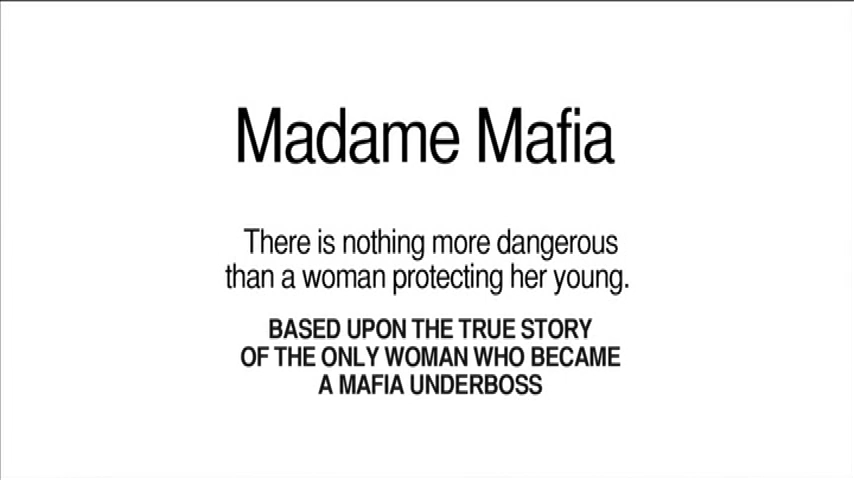 Madame Mafia
There is nothing more dangerous
than a woman protecting her young.
BASED UPON THE TRUE STORY
OF THE ONLY WOMAN WHO BECAME
A MAFIA UNDERBOSS